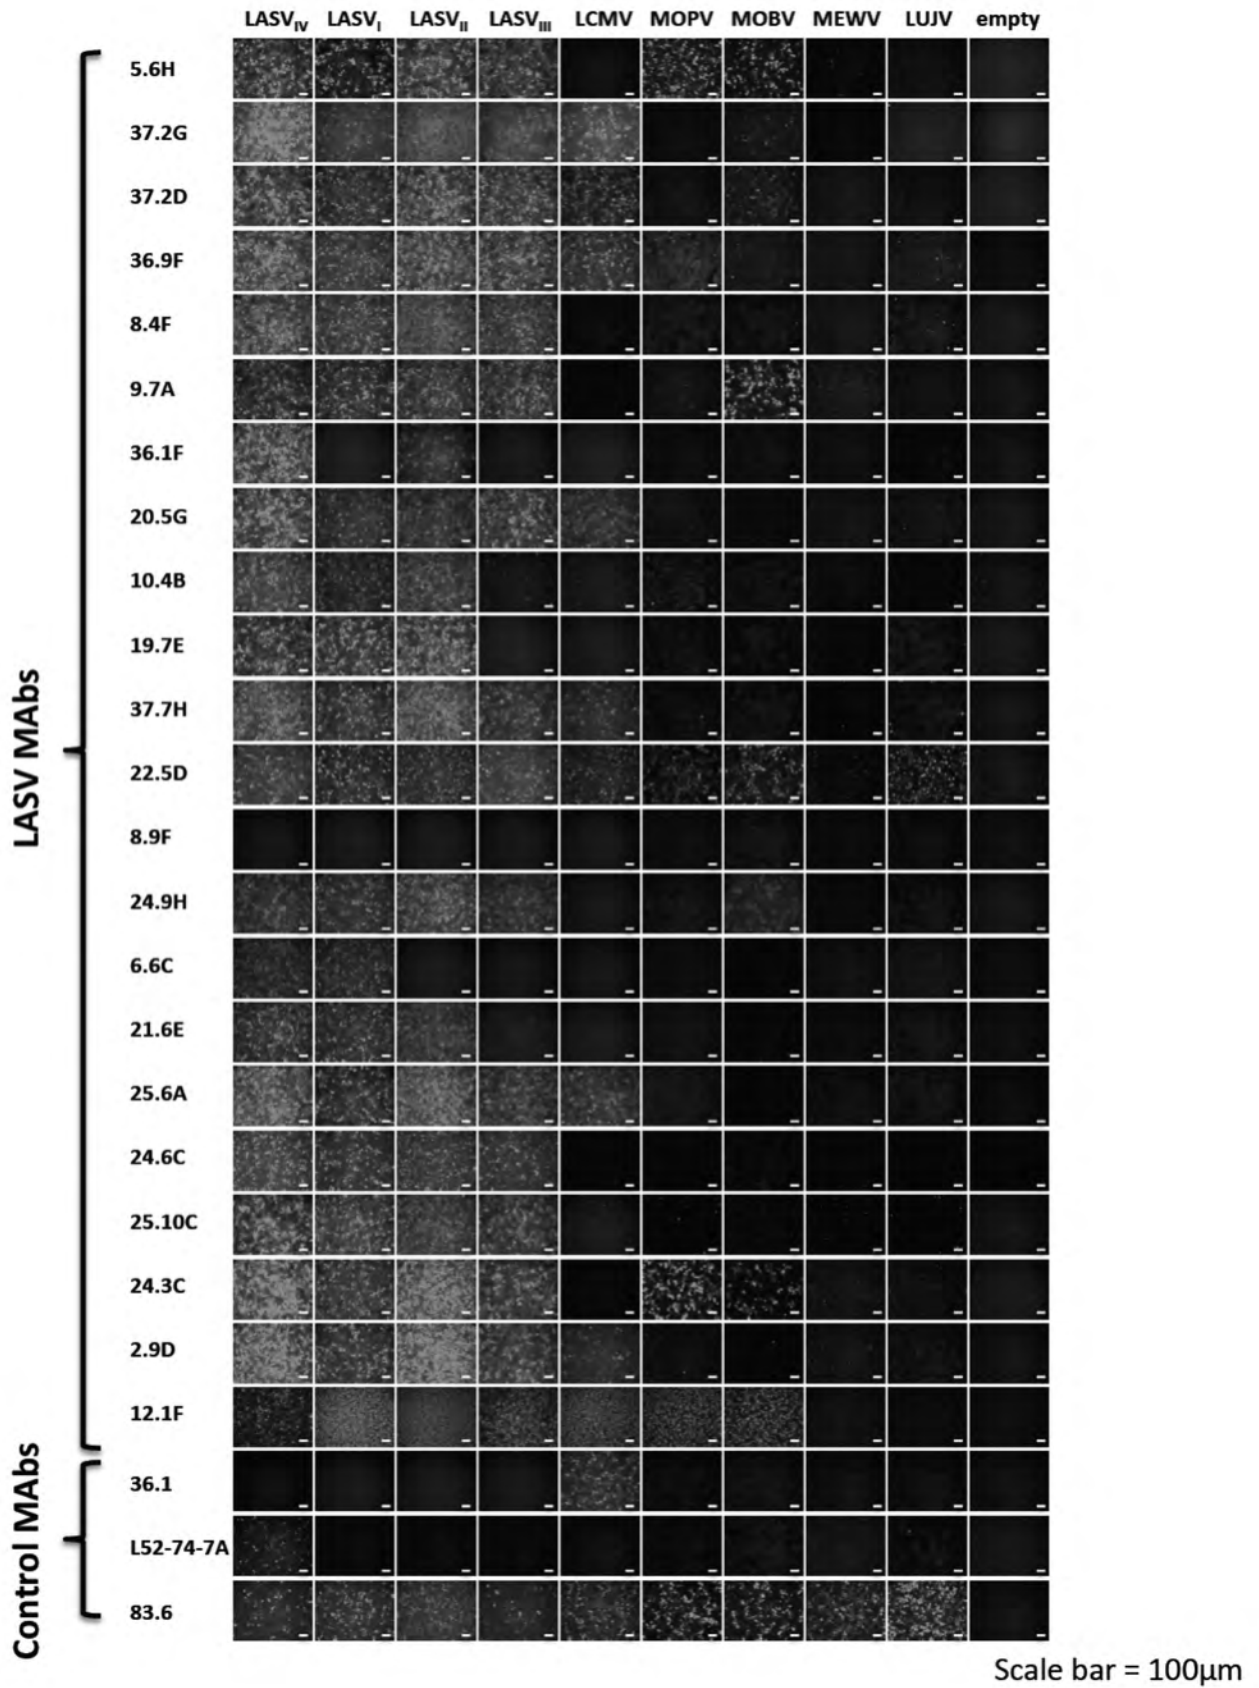 LASVIV LASVI LASVII LASVIII LCMV MOPV MOBV MEWV LUJV empty
5.6H
37.2G
37.2D
36.9F
8.4F
9.7A
36.1F
20.5G
10.4B
19.7E
37.7H
22.5D
8.9F
24.9H
6.6C
21.6E
25.6A
24.6C
25.10C
24.3C
2.9D
12.1F
36.1
L52-74-7A
83.6
LASV MAbs
Control MAbs
Scale bar = 100µm